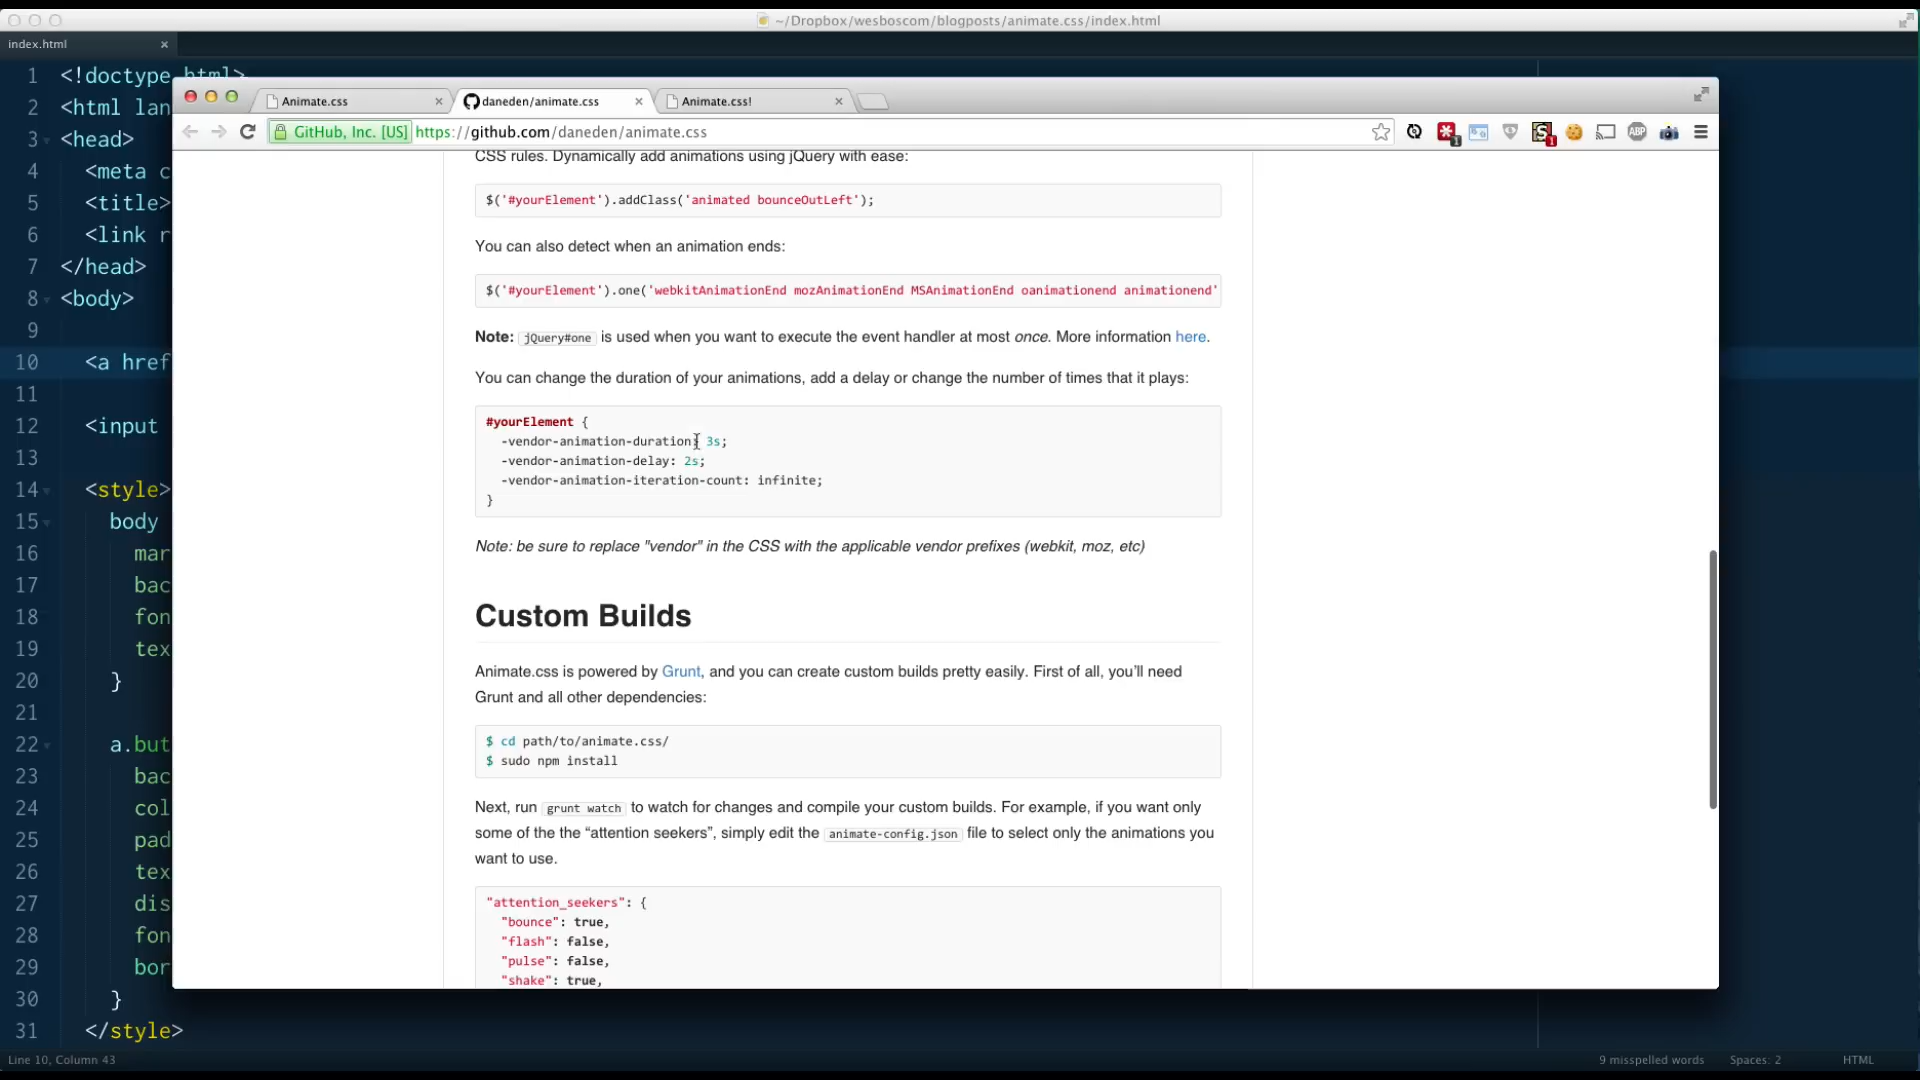 ~/Dropbox/wesboscom/blogposts/animate.css/index.html
index.html
1 <!doctype html>
2 <html lan
3 <head>
4 <meta c
5 <title>
6 <link r
7 </head>
8 <body>
9
10 <a href
11
12 <input
13
14 <style>
15 body
16 mar
17 bac
18 fon
19 tex
20 }
21
22 a.but
23 bac
24 col
25 pad
26 tex
27 dis
28 fon
29 bor
30 }
31 </style>
Animate.css
daneden/animate.css
Animate.css!
GitHub, Inc. [US] https://github.com/daneden/animate.css
1
1
ABP
CSS rules. Dynamically add animations using jQuery with ease:
$('#yourElement').addClass('animated bounceOutLeft');
You can also detect when an animation ends:
$('#yourElement').one('webkitAnimationEnd mozAnimationEnd MSAnimationEnd oanimationend animationend'
Note: jQuery#one is used when you want to execute the event handler at most once. More information here.
You can change the duration of your animations, add a delay or change the number of times that it plays:
#yourElement {
-vendor-animation-duration: 3s;
-vendor-animation-delay: 2s;
-vendor-animation-iteration-count: infinite;
}
Note: be sure to replace "vendor" in the CSS with the applicable vendor prefixes (webkit, moz, etc)
Custom Builds
Animate.css is powered by Grunt, and you can create custom builds pretty easily. First of all, you’ll need
Grunt and all other dependencies:
$ cd path/to/animate.css/
$ sudo npm install
Next, run grunt watch to watch for changes and compile your custom builds. For example, if you want only
some of the the “attention seekers”, simply edit the animate-config.json file to select only the animations you
want to use.
"attention_seekers": {
"bounce": true,
"flash": false,
"pulse": false,
"shake": true,
Line 10, Column 43
9 misspelled words
Spaces: 2
HTML